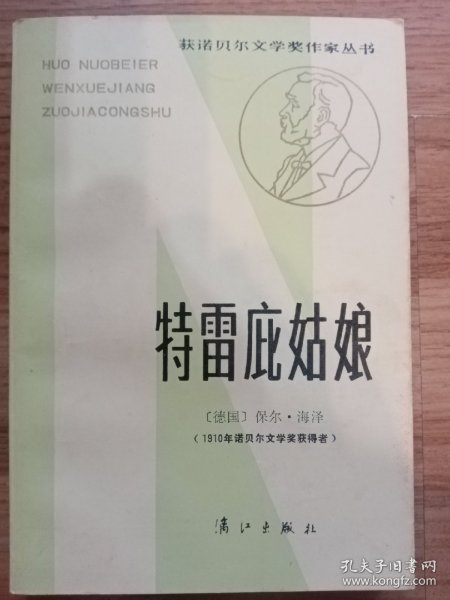 获诺贝尔文学奖作家丛书
HUO NUOBEIER
WENXUEJIANG
ZUOJIACONGSHU
特雷庇姑娘
〔德国〕保尔·海泽
（1910年诺贝尔文学奖获得者）
漓江出版社
孔夫子旧书网
www.kongfz.com